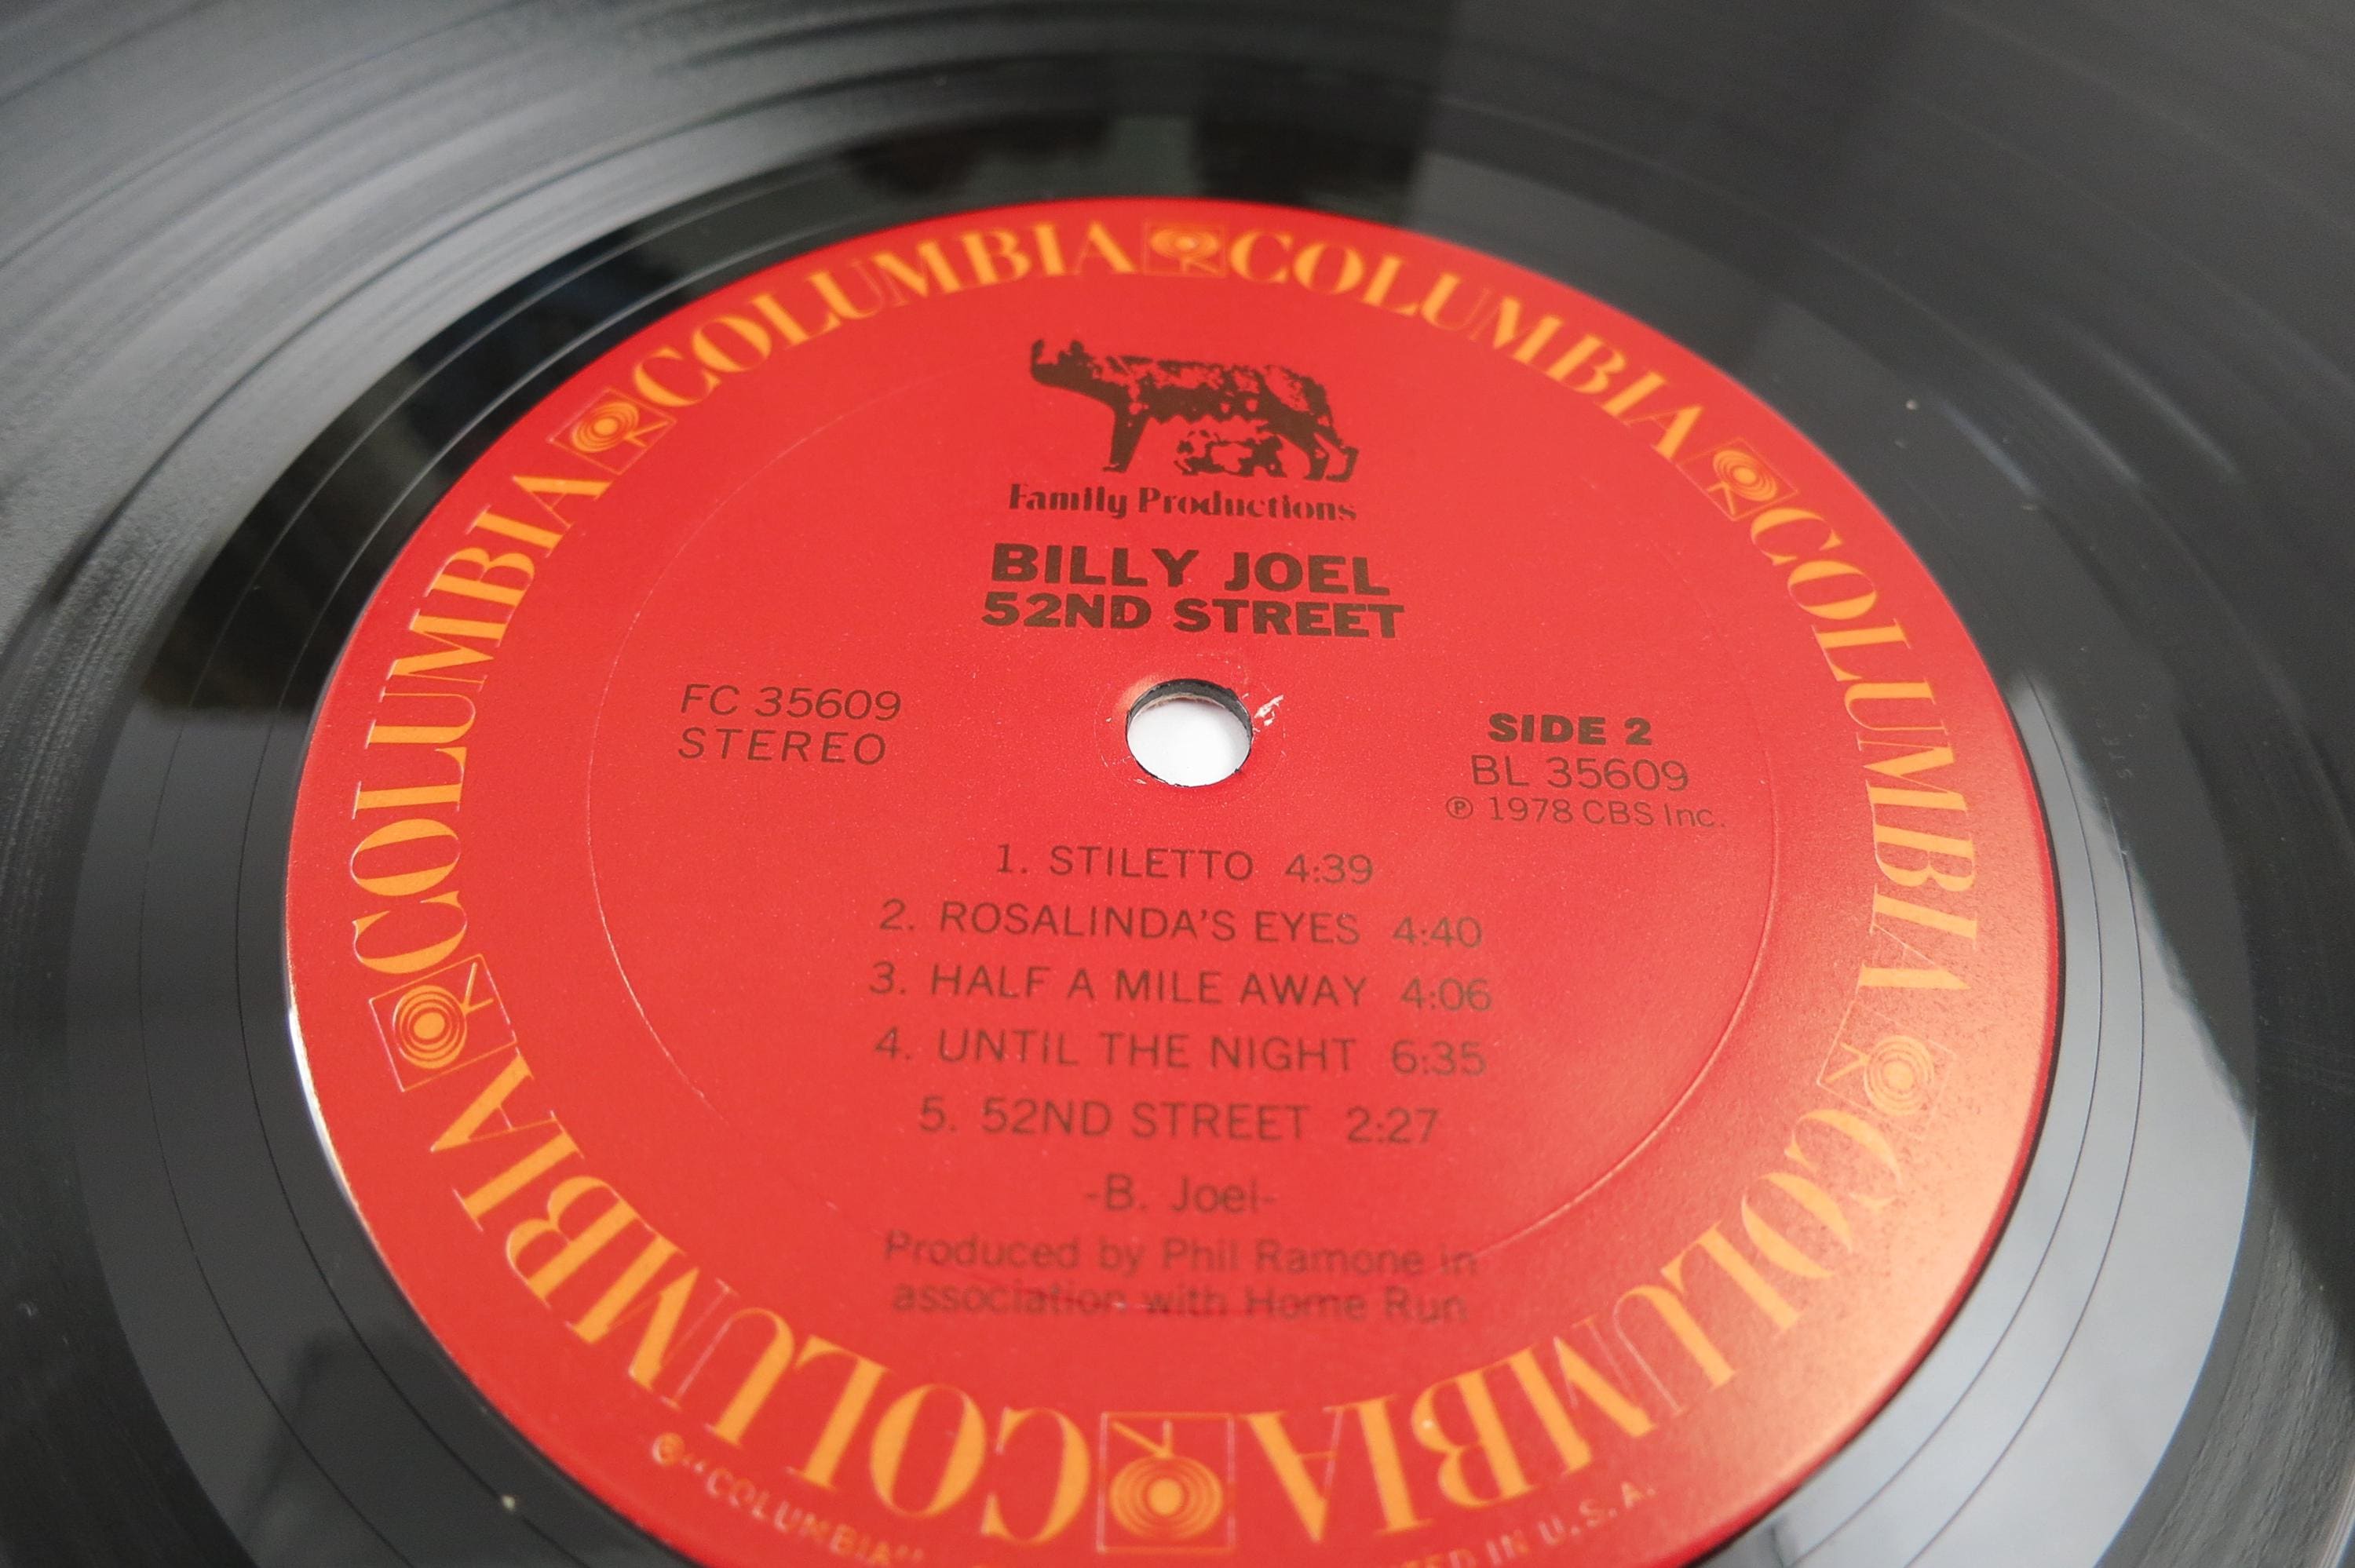 COLUMBIA COLUMBIA COLUMBIA COLUMBIA COLUMBIA COLUMBIA
Family Productions
BILLY JOEL
52ND STREET
FC 35609
STEREO
SIDE 2
BL 35609
Ⓟ 1978 CBS Inc.
1. STILETTO 4:39
2. ROSALINDA'S EYES 4:40
3. HALF A MILE AWAY 4:06
4. UNTIL THE NIGHT 6:35
5. 52ND STREET 2:27
-B. Joel-
Produced by Phil Ramone in
association with Home Run
"COLUMBIA"
IN U.S.A.